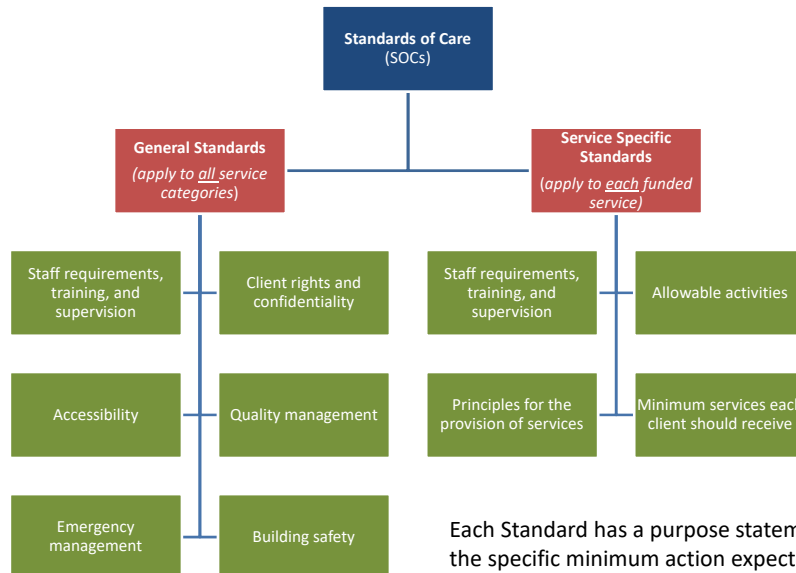 Standards of Care
(SOCs)
General Standards
(apply to all service
categories)
Service Specific
Standards
(apply to each funded
service)
Staff requirements,
training, and
supervision
Client rights and
confidentiality
Staff requirements,
training, and
supervision
Allowable activities
Accessibility
Quality management
Principles for the
provision of services
Minimum services each
client should receive
Emergency
management
Building safety
Each Standard has a purpose
the specific minimum action